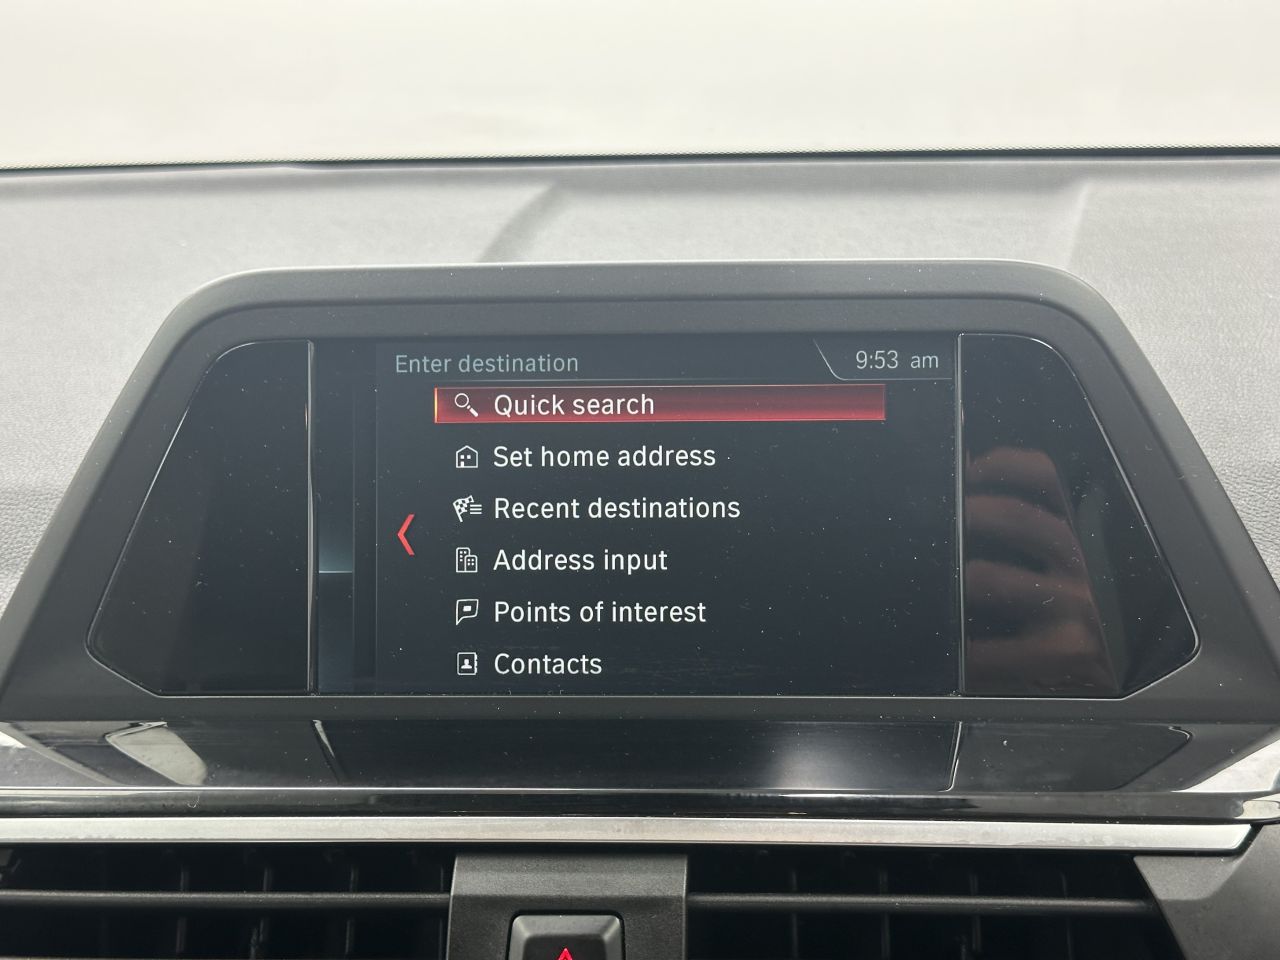 Enter destination
9:53 am
Quick search
Set home address
Recent destinations
Address input
Points of interest
Contacts